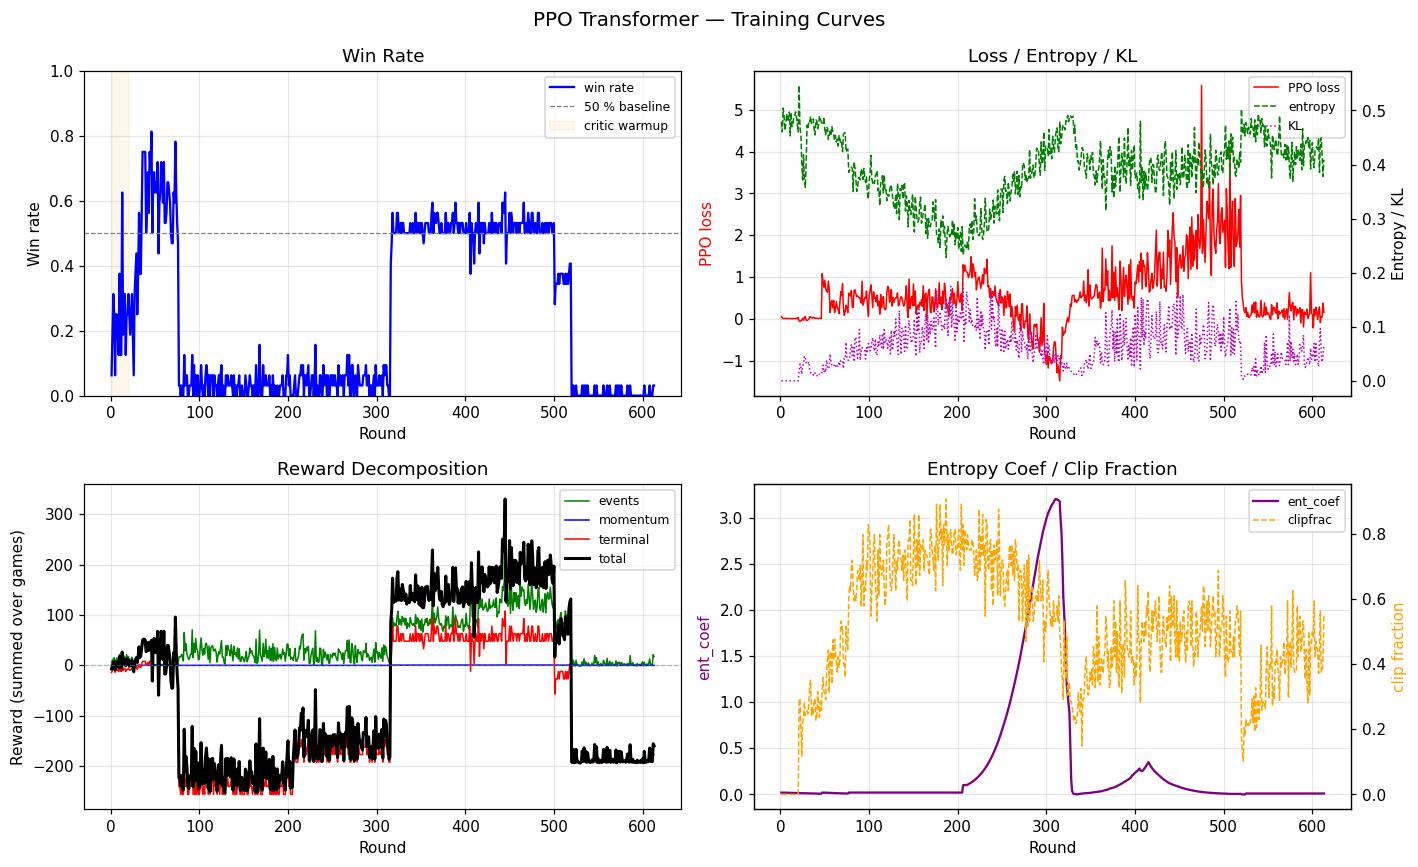 PPO Transformer — Training Curves
Win Rate
Win rate
1.0
0.8
0.6
0.4
0.2
0.0
win rate
50 % baseline
critic warmup
0 100 200 300 400 500 600
Round
Loss / Entropy / KL
PPO loss
5
4
3
2
1
0
−1
PPO loss
entropy
KL
0.5
0.4
0.3
0.2
0.1
0.0
Entropy / KL
0 100 200 300 400 500 600
Round
Reward Decomposition
Reward (summed over games)
300
200
100
0
−100
−200
events
momentum
terminal
total
0 100 200 300 400 500 600
Round
Entropy Coef / Clip Fraction
ent_coef
3.0
2.5
2.0
1.5
1.0
0.5
0.0
ent_coef
clipfrac
0.8
0.6
0.4
0.2
0.0
clip fraction
0 100 200 300 400 500 600
Round